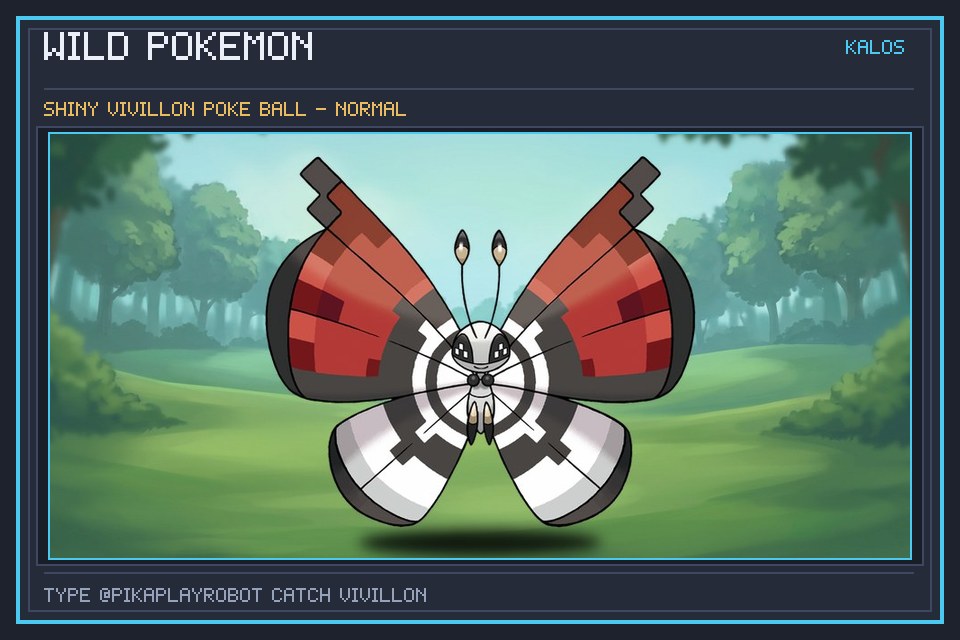 WILD POKEMON
KALOS
SHINY VIVILLON POKE BALL - NORMAL
TYPE @PIKAPLAYROBOT CATCH VIVILLON